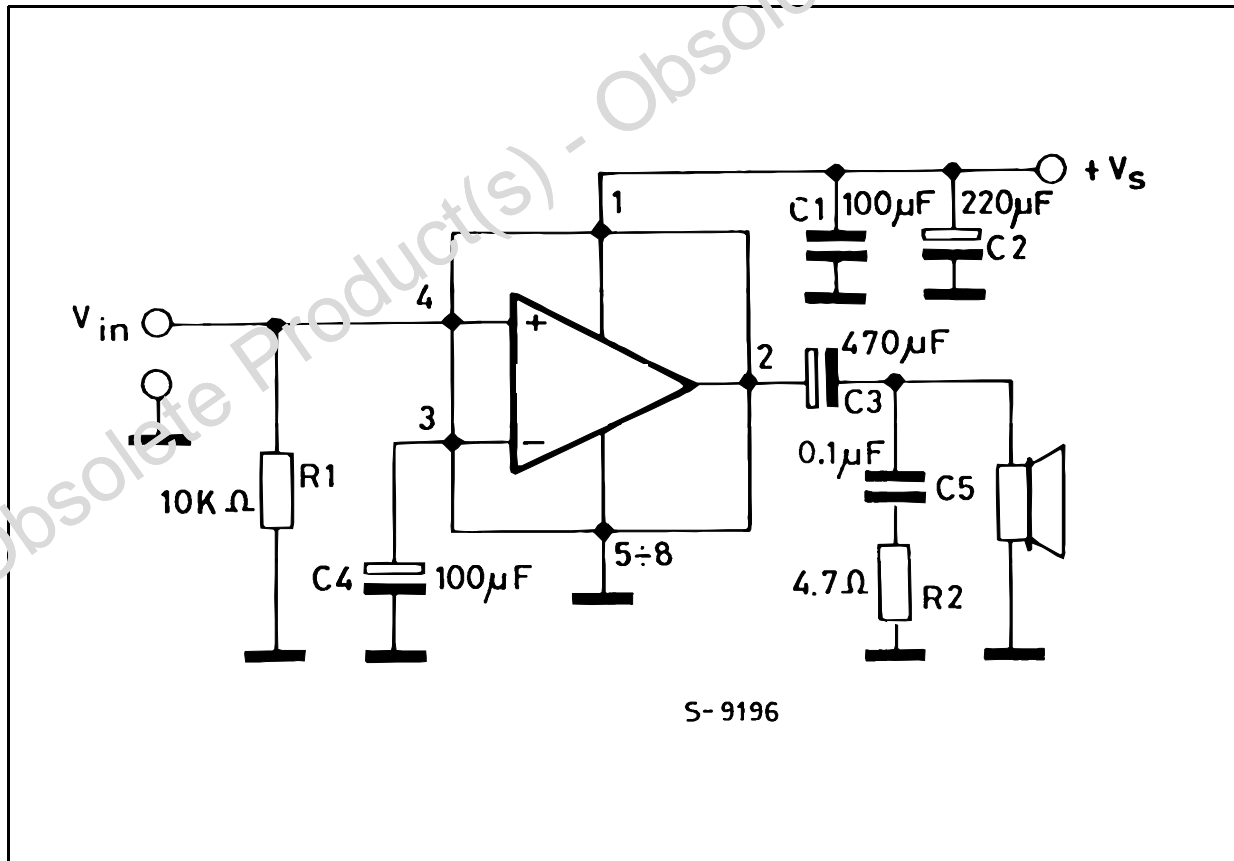 Obsolete Product(s) - Obsol
+ Vs
1
C1 100µF
220µF
C2
4
Vin
+
2
470µF
C3
3
−
0.1µF
C5
R1
10K Ω
5÷8
C4 100µF
4.7Ω
R2
S-9196